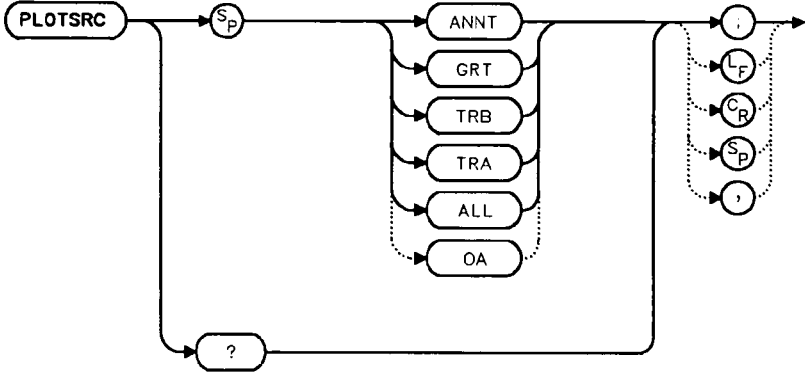 PLOTSRC
SP
ANNT
GRT
TRB
TRA
ALL
OA
?
;
LF
CR
SP
,